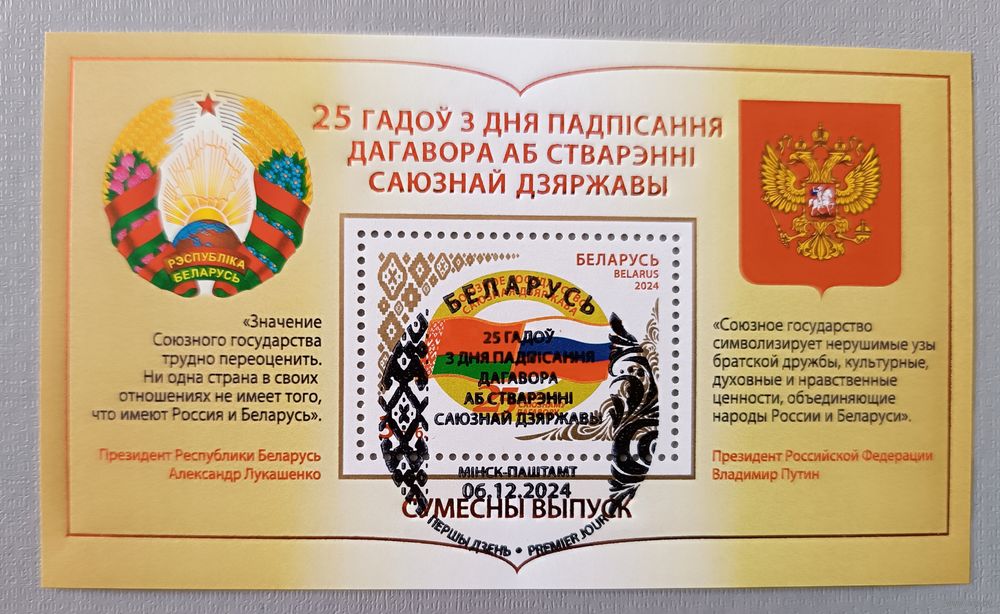 25 ГАДОЎ З ДНЯ ПАДПІСАННЯ
ДАГАВОРА АБ СТВАРЭННІ
САЮЗНАЙ ДЗЯРЖАВЫ
РЭСПУБЛІКА
БЕЛАРУСЬ
«Значение
Союзного государства
трудно переоценить.
Ни одна страна в своих
отношениях не имеет того,
что имеют Россия и Беларусь».
Президент Республики Беларусь
Александр Лукашенко
БЕЛАРУСЬ
BELARUS
2024
САЮЗНАЯ ДЗЯРЖАВА
БЕЛАРУСЬ
25 ГАДОЎ
З ДНЯ ПАДПІСАННЯ
ДАГАВОРА
АБ СТВАРЭННІ
САЮЗНАЙ ДЗЯРЖАВЫ
МІНСК-ПАШТАМТ
06.12.2024
ПЕРШЫ ДЗЕНЬ • PREMIER JOUR
СУМЕСНЫ ВЫПУСК
«Союзное государство
символизирует нерушимые узы
братской дружбы, культурные,
духовные и нравственные
ценности, объединяющие
народы России и Беларуси».
Президент Российской Федерации
Владимир Путин